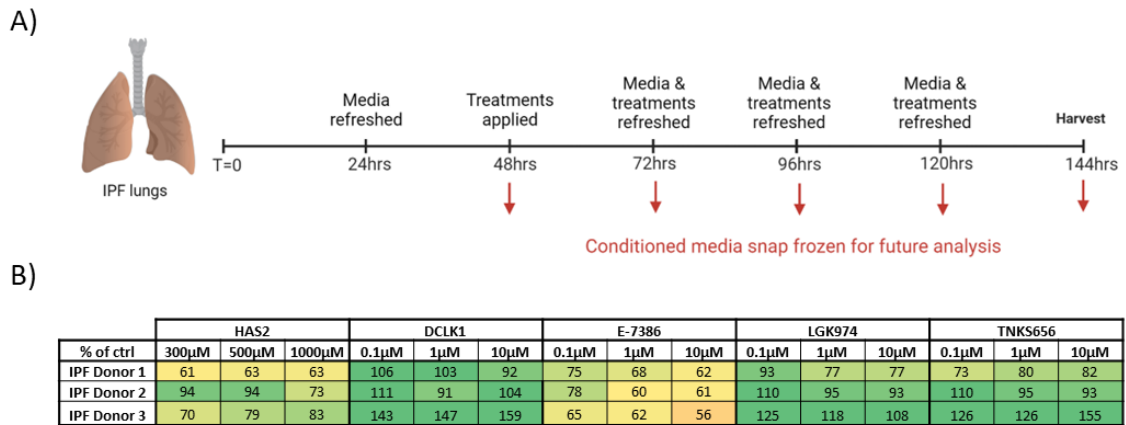 A)
Media
refreshed
Treatments
applied
Media &
treatments
refreshed
Media &
treatments
refreshed
Media &
treatments
refreshed
Harvest
T=0
24hrs
48hrs
72hrs
96hrs
120hrs
144hrs
IPF lungs
Conditioned media snap frozen for future analysis
B)
HAS2 DCLK1 E-7386 LGK974 TNKS656
% of ctrl 300µM 500µM 1000µM 0.1µM 1µM 10µM 0.1µM 1µM 10µM 0.1µM 1µM 10µM 0.1µM 1µM 10µM
IPF Donor 1 61 63 63 106 103 92 75 68 62 93 77 77 73 80 82
IPF Donor 2 94 94 73 111 91 104 78 60 61 110 95 93 110 95 93
IPF Donor 3 70 79 83 143 147 159 65 62 56 125 118 108 126 126 155